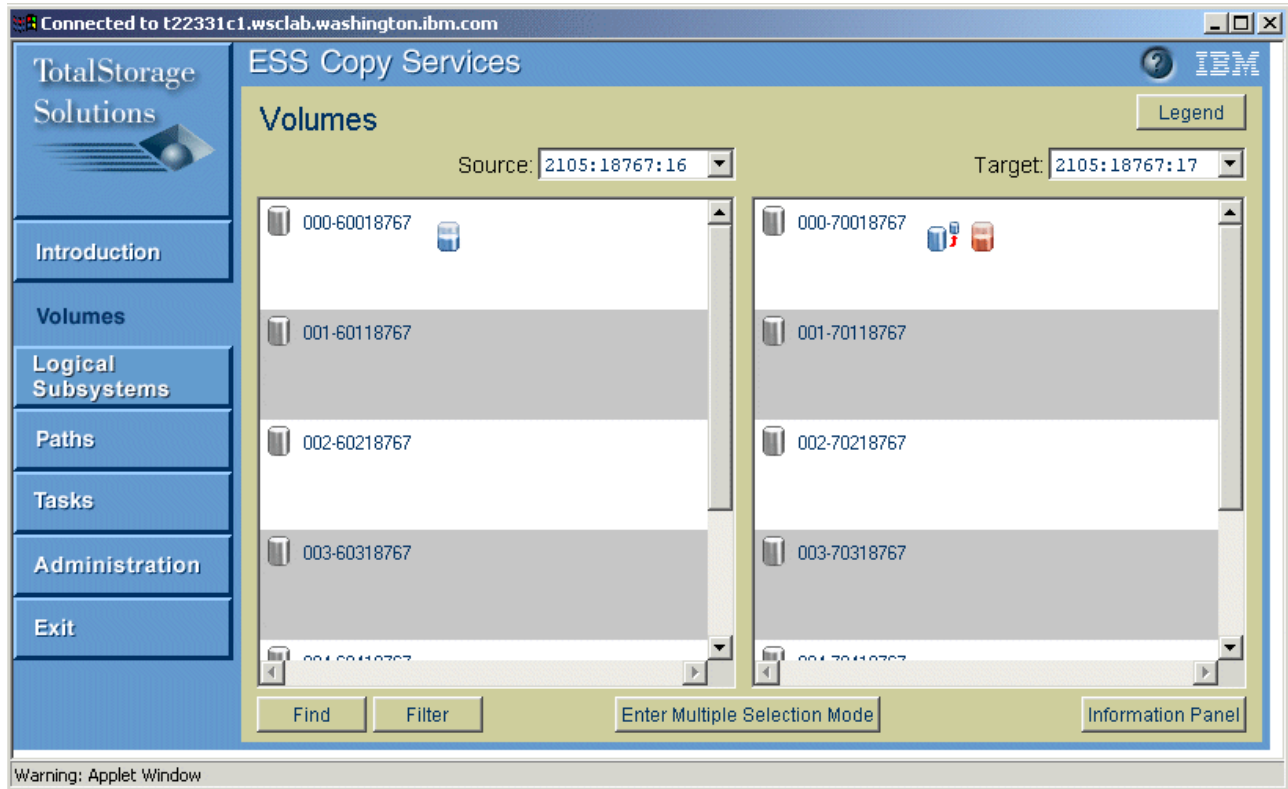 Connected to t22331c1.wsclab.washington.ibm.com
TotalStorage
Solutions
ESS Copy Services
? IBM
Volumes
Legend
Source: 2105:18767:16
Target: 2105:18767:17
Introduction
Volumes
Logical
Subsystems
Paths
Tasks
Administration
Exit
000-60018767
001-60118767
002-60218767
003-60318767
000-70018767
001-70118767
002-70218767
003-70318767
Find
Filter
Enter Multiple Selection Mode
Information Panel
Warning: Applet Window